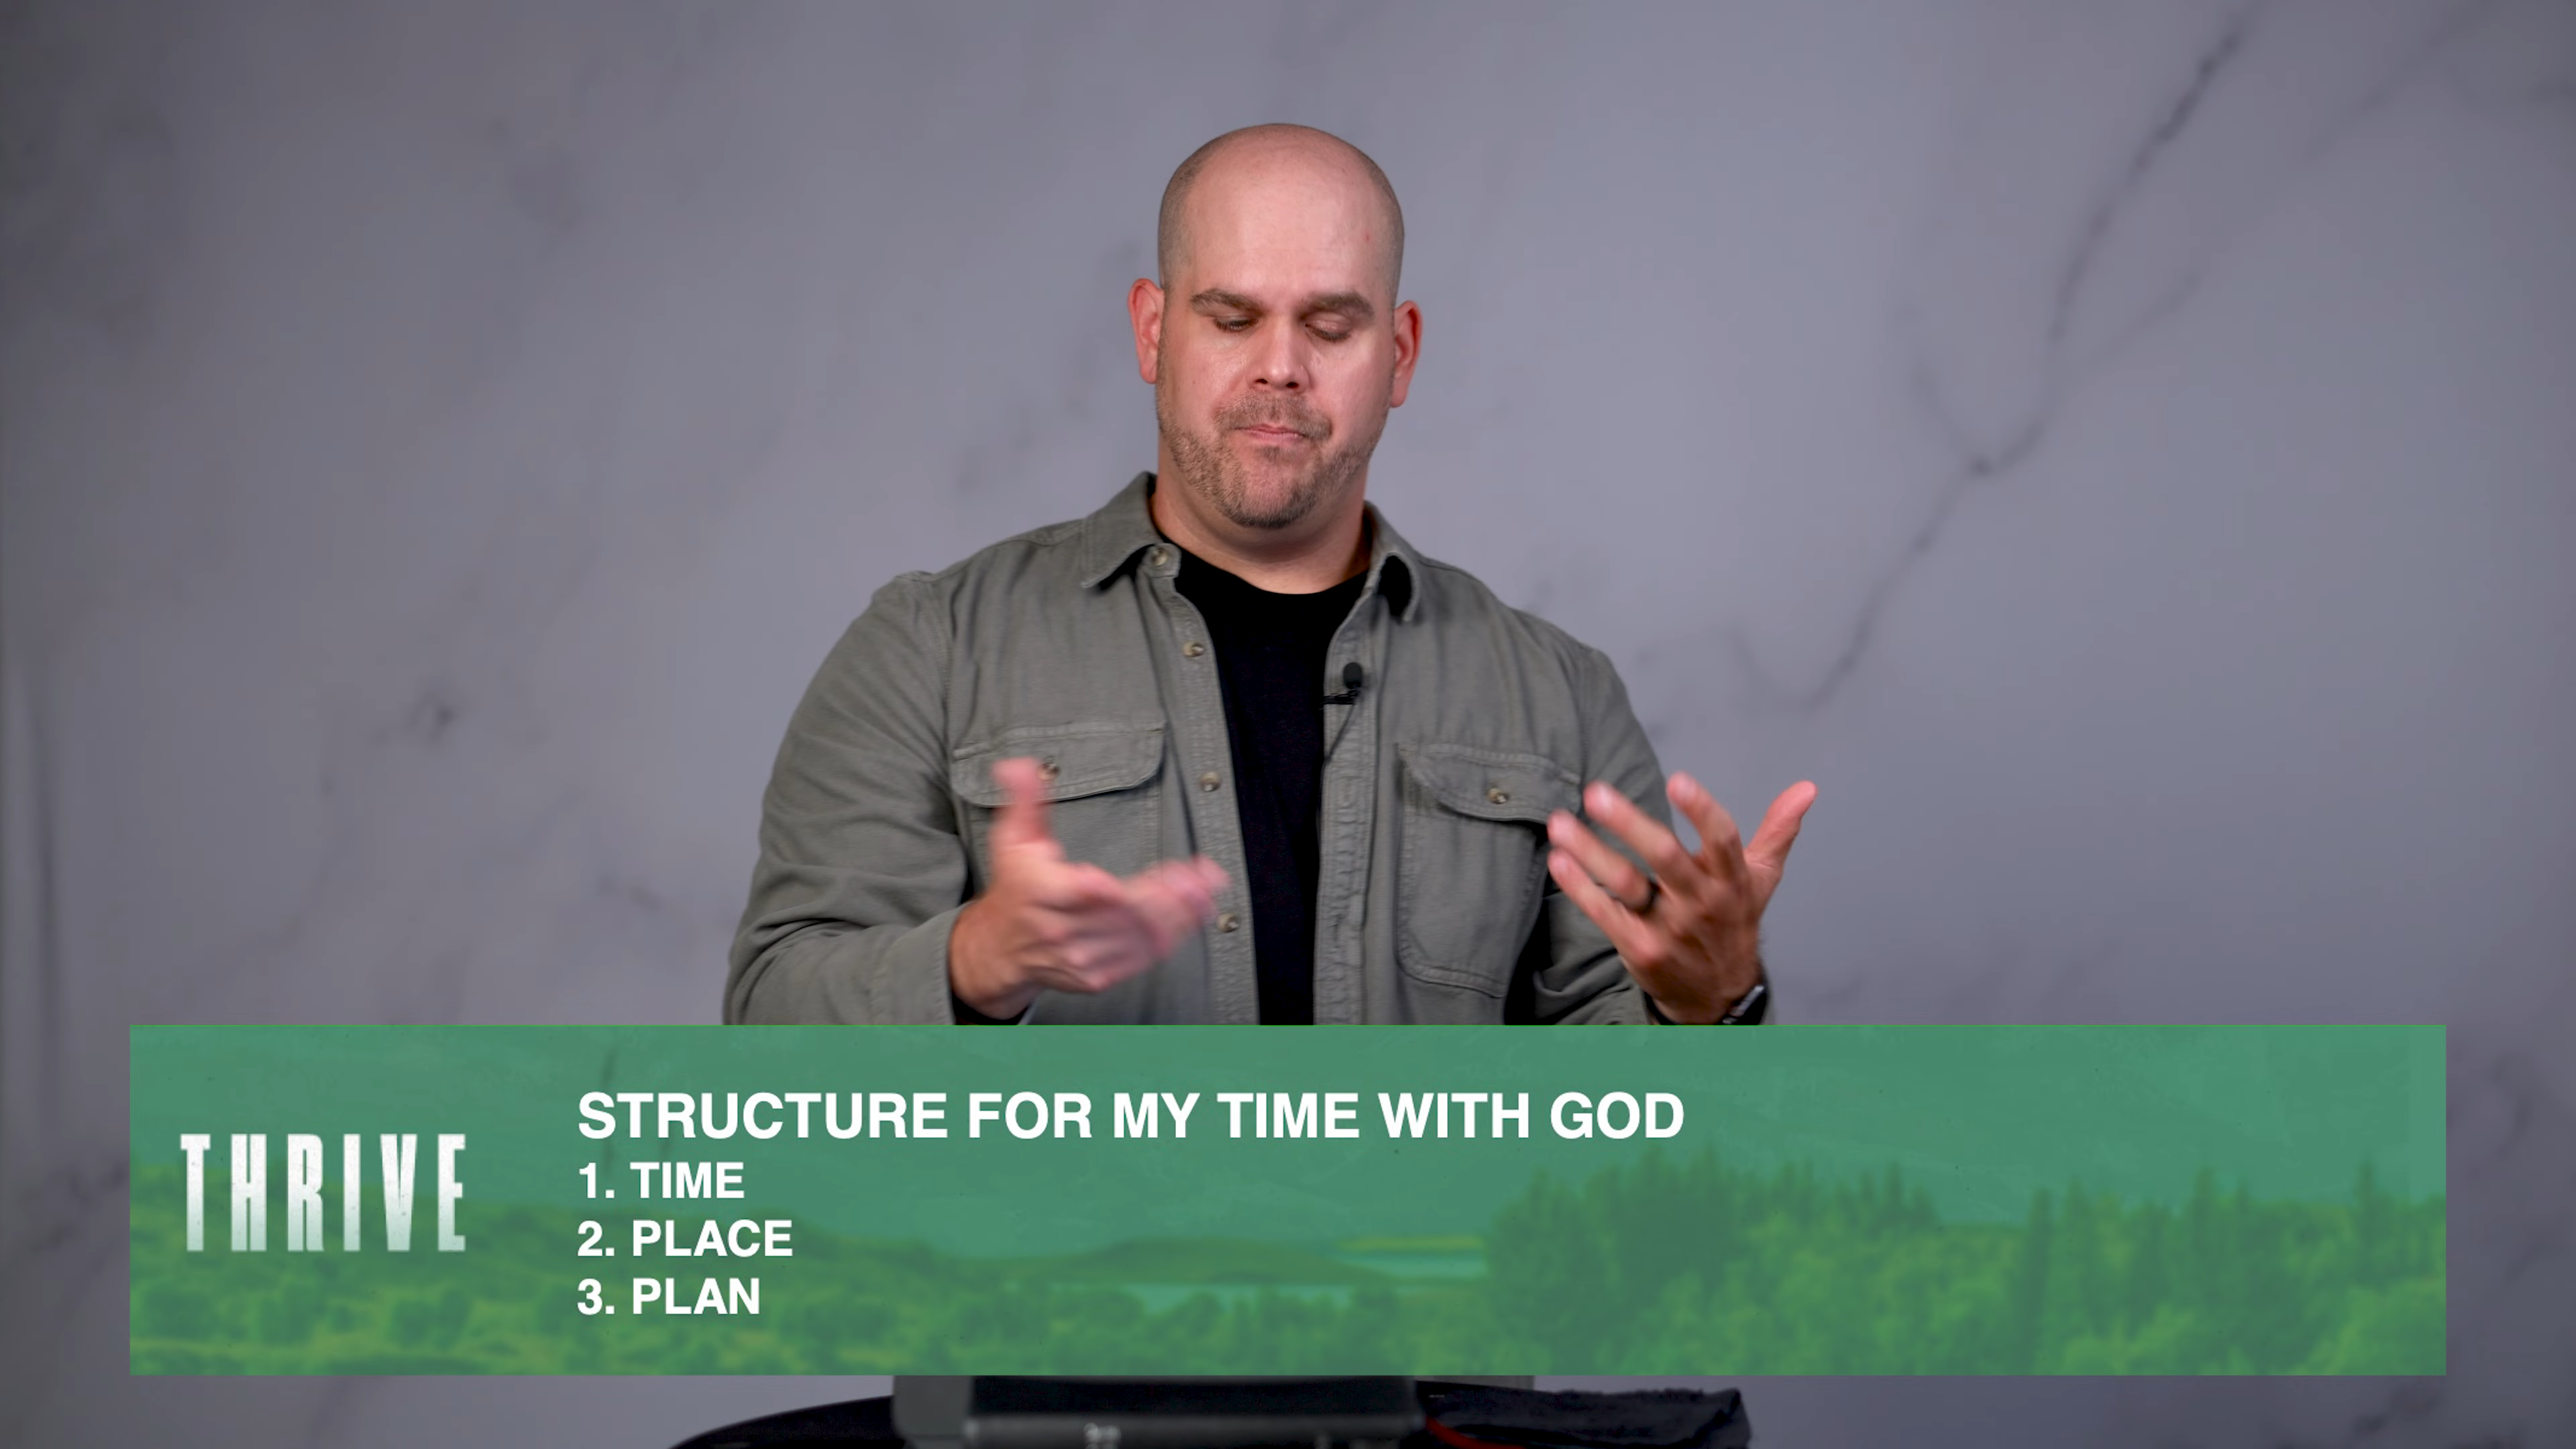 THRIVE
STRUCTURE FOR MY TIME WITH GOD
1. TIME
2. PLACE
3. PLAN